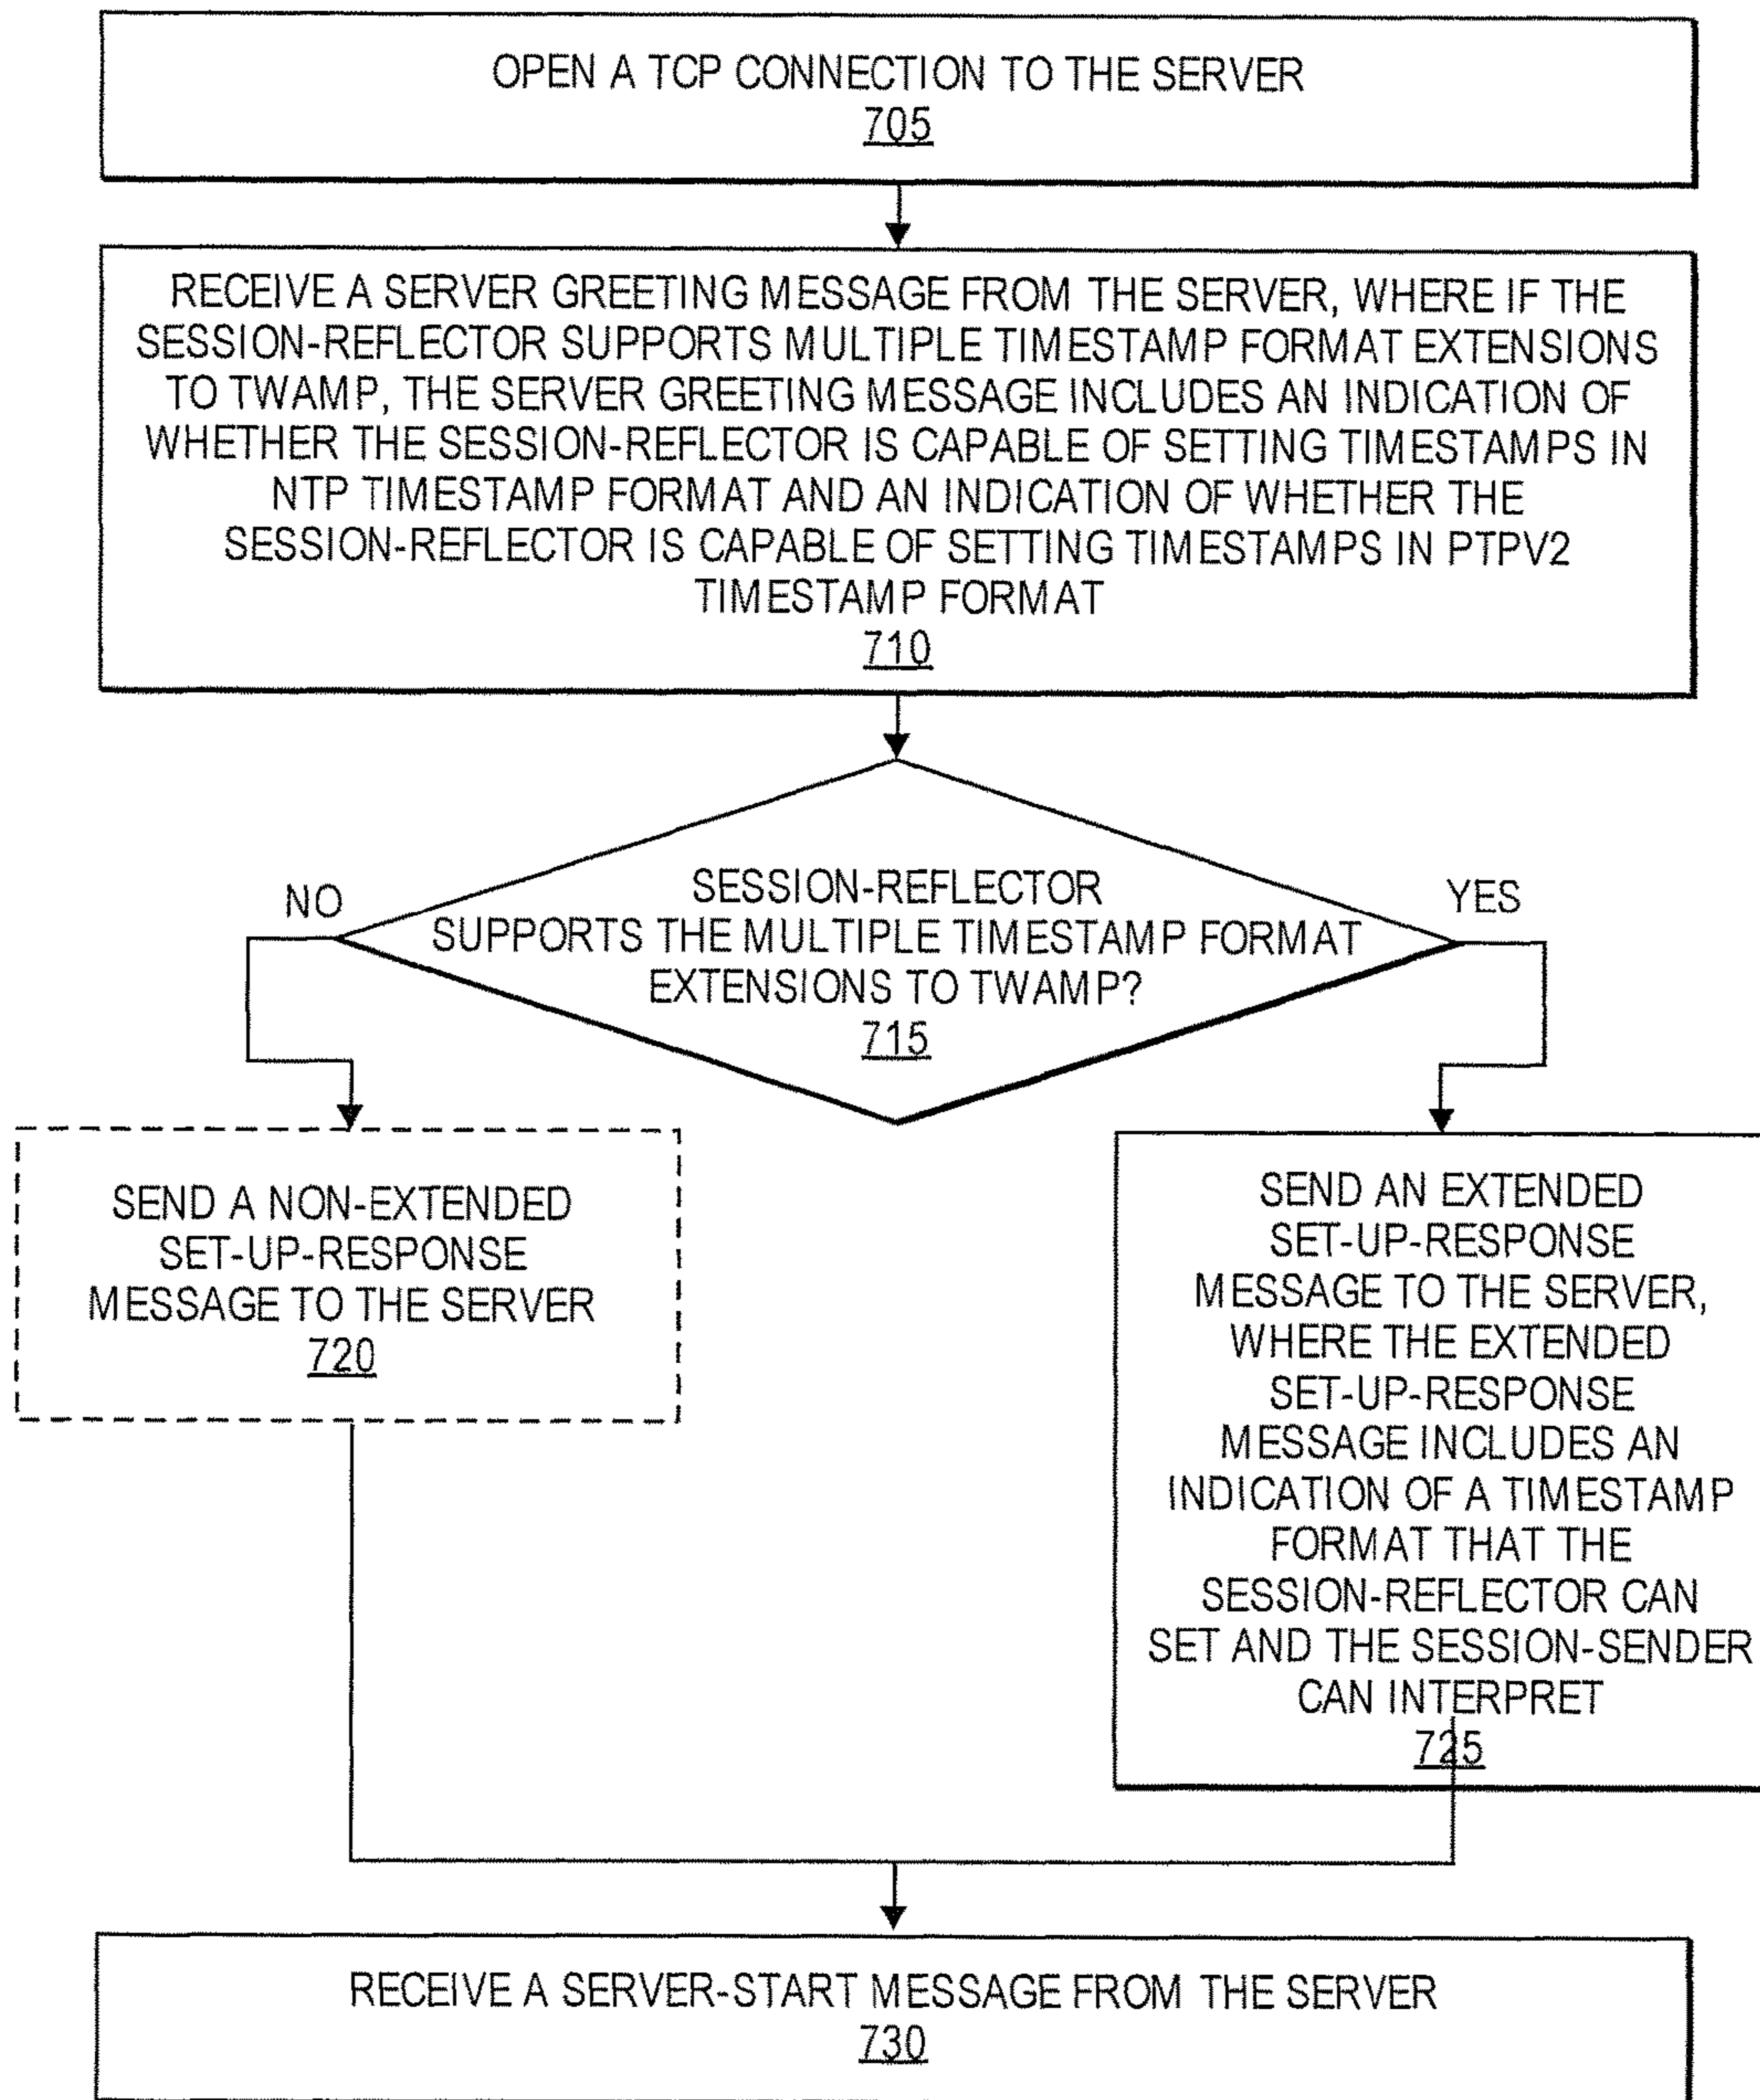 OPEN A TCP CONNECTION TO THE SERVER
705
RECEIVE A SERVER GREETING MESSAGE FROM THE SERVER, WHERE IF THE
SESSION-REFLECTOR SUPPORTS MULTIPLE TIMESTAMP FORMAT EXTENSIONS
TO TWAMP, THE SERVER GREETING MESSAGE INCLUDES AN INDICATION OF
WHETHER THE SESSION-REFLECTOR IS CAPABLE OF SETTING TIMESTAMPS IN
NTP TIMESTAMP FORMAT AND AN INDICATION OF WHETHER THE
SESSION-REFLECTOR IS CAPABLE OF SETTING TIMESTAMPS IN PTPV2
TIMESTAMP FORMAT
710
NO
YES
SESSION-REFLECTOR
SUPPORTS THE MULTIPLE TIMESTAMP FORMAT
EXTENSIONS TO TWAMP?
715
SEND A NON-EXTENDED
SET-UP-RESPONSE
MESSAGE TO THE SERVER
720
SEND AN EXTENDED
SET-UP-RESPONSE
MESSAGE TO THE SERVER,
WHERE THE EXTENDED
SET-UP-RESPONSE
MESSAGE INCLUDES AN
INDICATION OF A TIMESTAMP
FORMAT THAT THE
SESSION-REFLECTOR CAN
SET AND THE SESSION-SENDER
CAN INTERPRET
725
RECEIVE A SERVER-START MESSAGE FROM THE SERVER
730